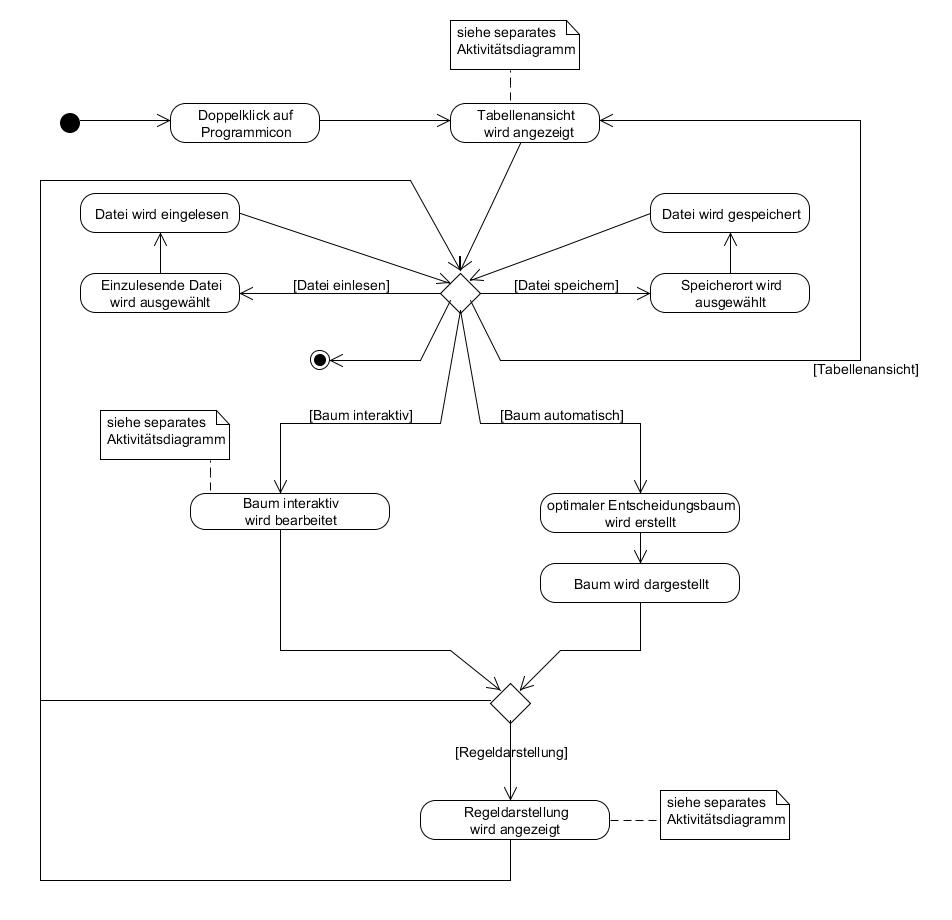 siehe separates
Aktivitätsdiagramm
Doppelklick auf
Programmicon
Tabellenansicht
wird angezeigt
Datei wird eingelesen
Datei wird gespeichert
Einzulesende Datei
wird ausgewählt
[Datei einlesen]
[Datei speichern]
Speicherort wird
ausgewählt
[Tabellenansicht]
[Baum interaktiv]
[Baum automatisch]
siehe separates
Aktivitätsdiagramm
Baum interaktiv
wird bearbeitet
optimaler Entscheidungsbaum
wird erstellt
Baum wird dargestellt
[Regeldarstellung]
Regeldarstellung
wird angezeigt
siehe separates
Aktivitätsdiagramm